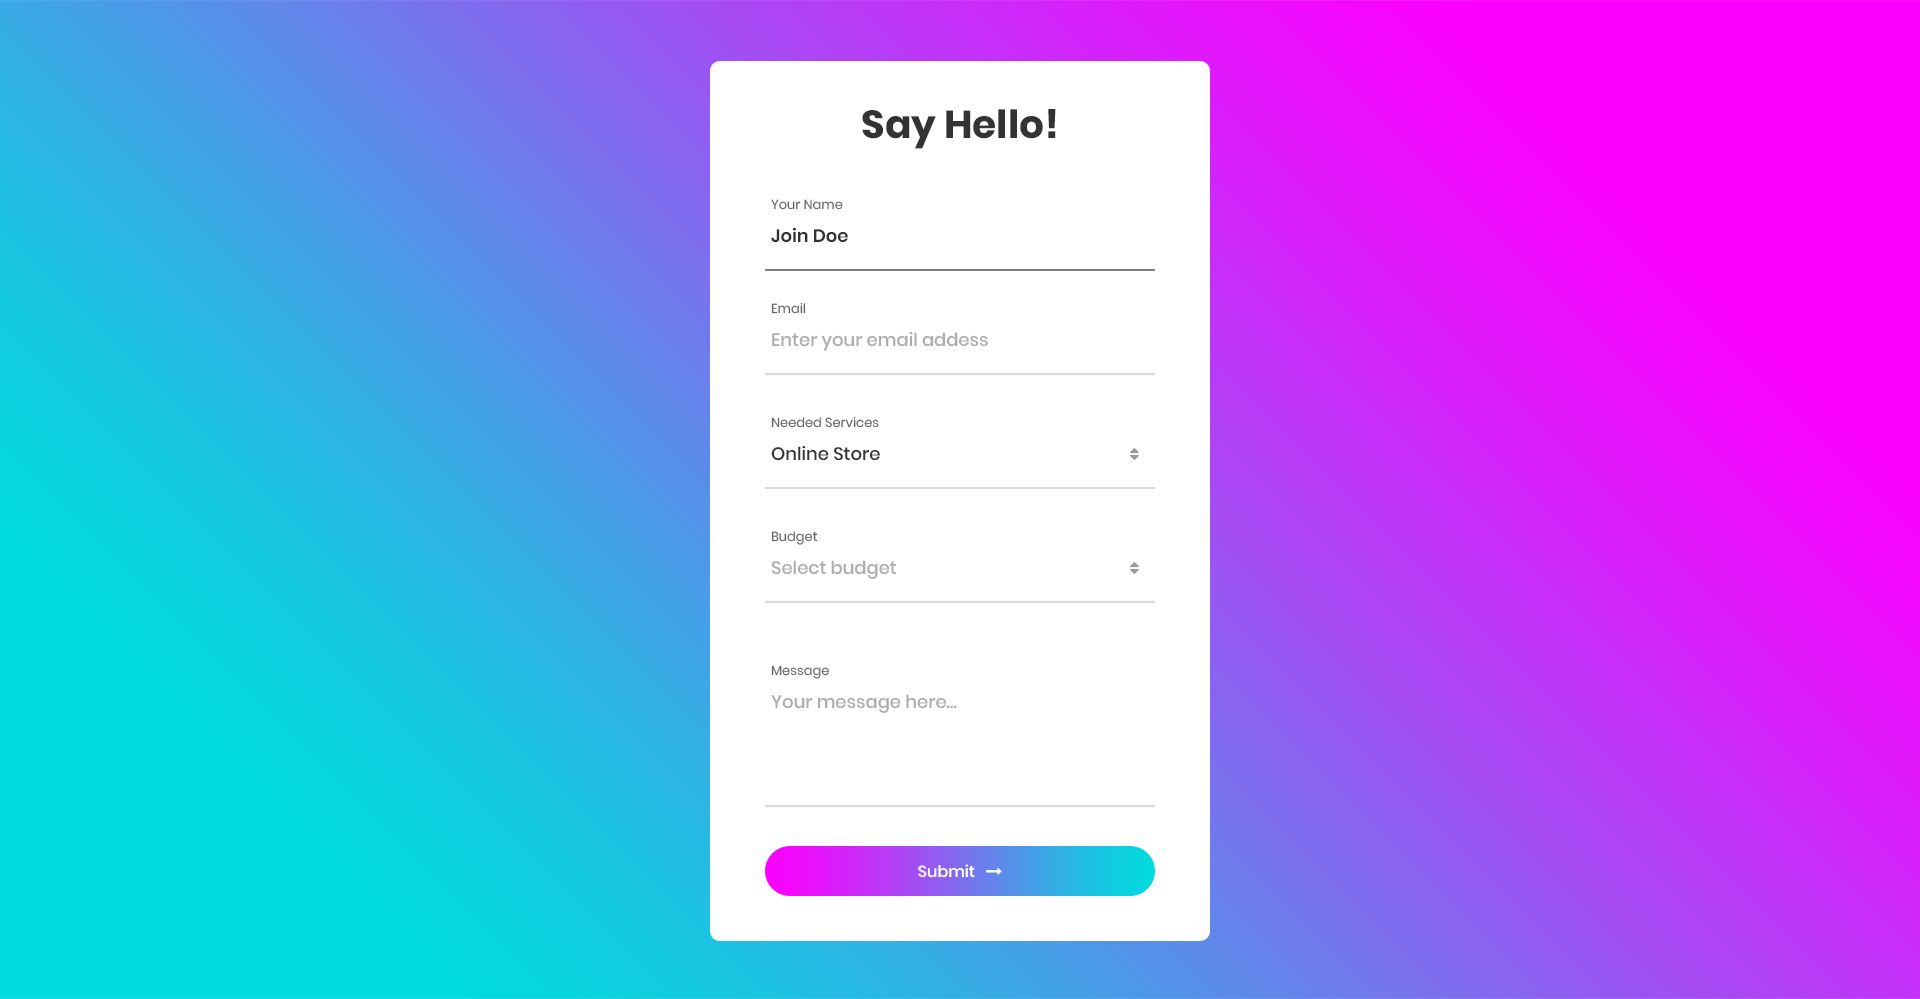 Say Hello!
Your Name
Join Doe
Email
Enter your email addess
Needed Services
Online Store
Budget
Select budget
Message
Your message here...
Submit